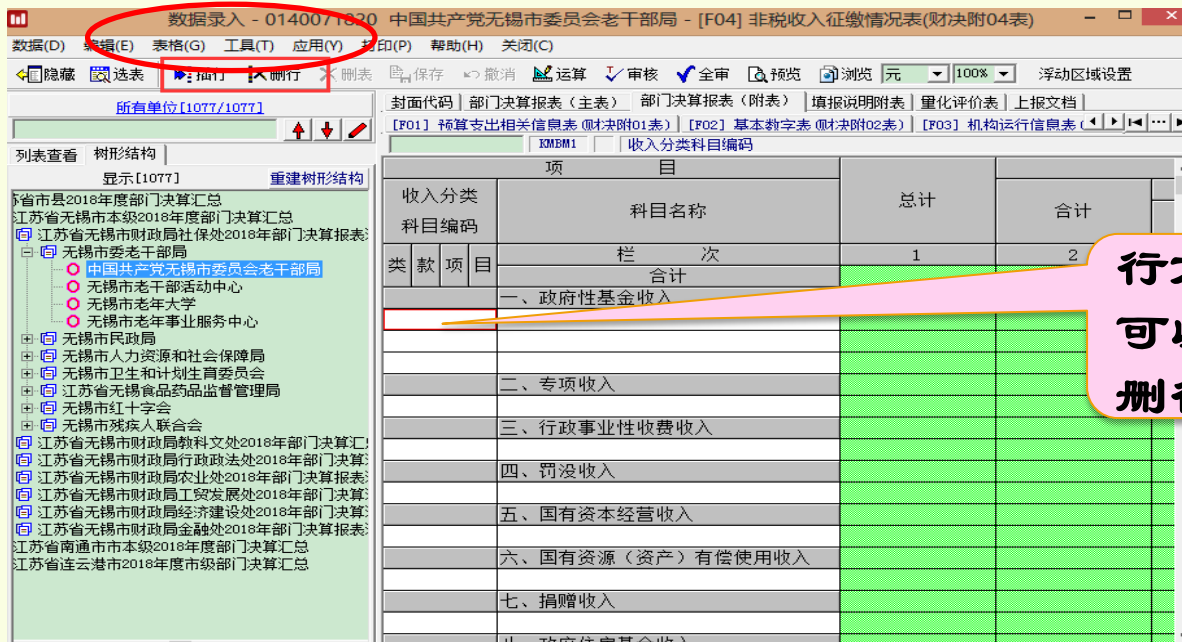 数据录入 - 0140071820 中国共产党无锡市委员会老干部局 - [F04] 非税收入征缴情况表(财决附04表)
数据(D) 编辑(E) 表格(G) 工具(T) 应用(Y) 打印(P) 帮助(H) 关闭(C)
隐藏 选表 插行 删行 删表 保存 撤消 运算 审核 全审 预览 浏览 元 100% 浮动区域设置
所有单位[1077/1077]
列表查看 树形结构
显示[1077] 重建树形结构
省市县2018年度部门决算汇总
江苏省无锡市本级2018年度部门决算汇总
江苏省无锡市财政局社保处2018年部门决算报表
无锡市委老干部局
中国共产党无锡市委员会老干部局
无锡市老干部活动中心
无锡市老年大学
无锡市老年事业服务中心
无锡市民政局
无锡市人力资源和社会保障局
无锡市卫生和计划生育委员会
江苏省无锡食品药品监督管理局
无锡市红十字会
无锡市残疾人联合会
江苏省无锡市财政局教科文处2018年部门决算汇
江苏省无锡市财政局行政政法处2018年部门决算
江苏省无锡市财政局农业处2018年部门决算报表
江苏省无锡市财政局工贸发展处2018年部门决算
江苏省无锡市财政局经济建设处2018年部门决算
江苏省无锡市财政局金融处2018年部门决算报表
江苏省南通市市本级2018年度部门决算汇总
江苏省连云港市2018年度市级部门决算汇总
封面代码 部门决算报表（主表） 部门决算报表（附表） 填报说明附表 量化评价表 上报文档
[F01] 预算支出相关信息表(财决附01表) [F02] 基本数字表(财决附02表) [F03] 机构运行信息表(
KMBM1 收入分类科目编码
项 目
收入分类
科目编码
科目名称
总计
合计
类 款 项 目
栏 次 1 2
合计
一、政府性基金收入
二、专项收入
三、行政事业性收费收入
四、罚没收入
五、国有资本经营收入
六、国有资源（资产）有偿使用收入
七、捐赠收入
行
可
删